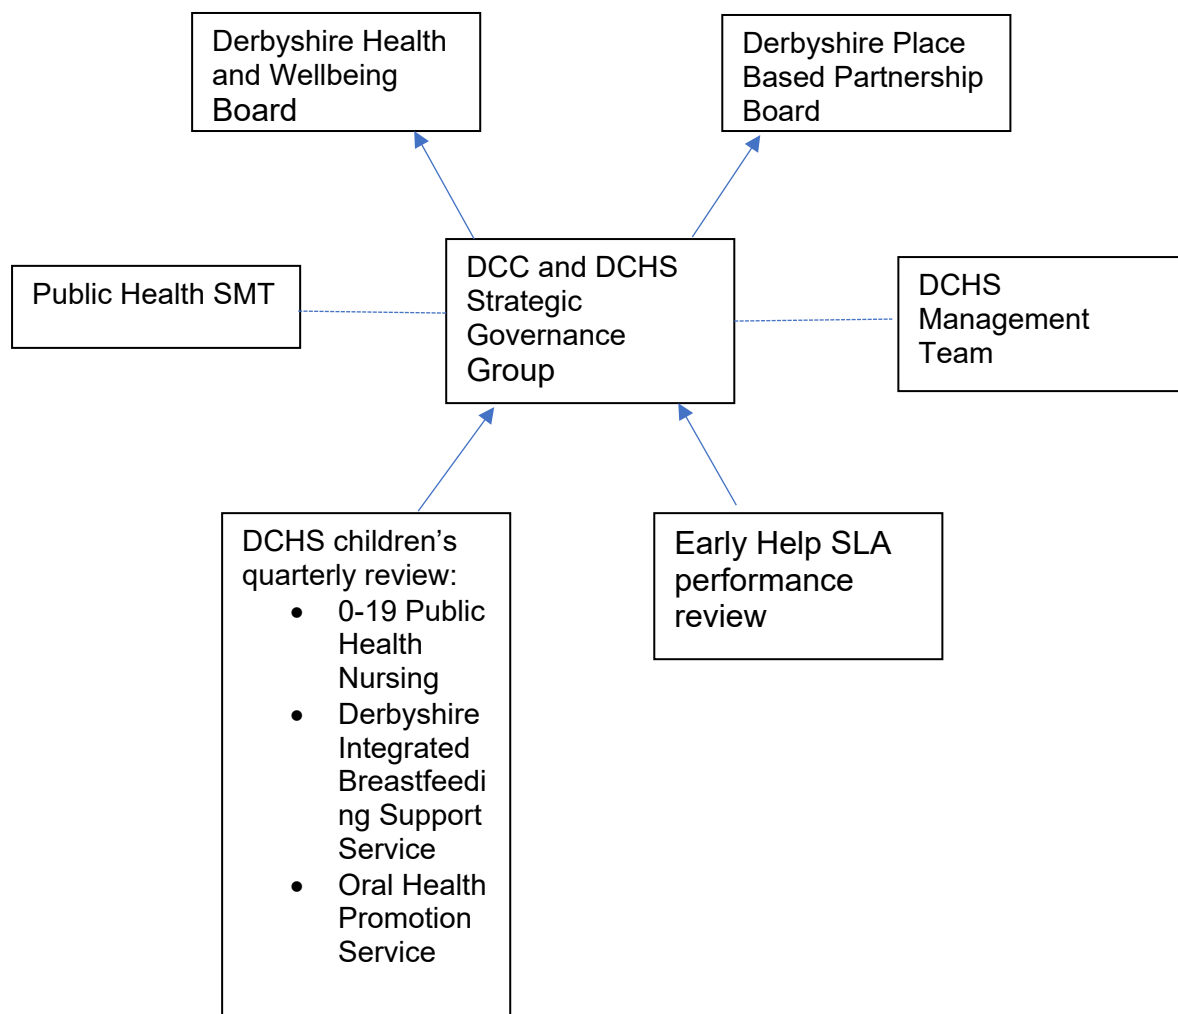 Derbyshire Health
and Wellbeing
Board
Derbyshire Place
Based Partnership
Board
Public Health SMT
DCC and DCHS
Strategic
Governance
Group
DCHS
Management
Team
DCHS children’s
quarterly review:
• 0-19 Public
Health
Nursing
• Derbyshire
Integrated
Breastfeedi
ng Support
Service
• Oral Health
Promotion
Service
Early Help SLA
performance
review